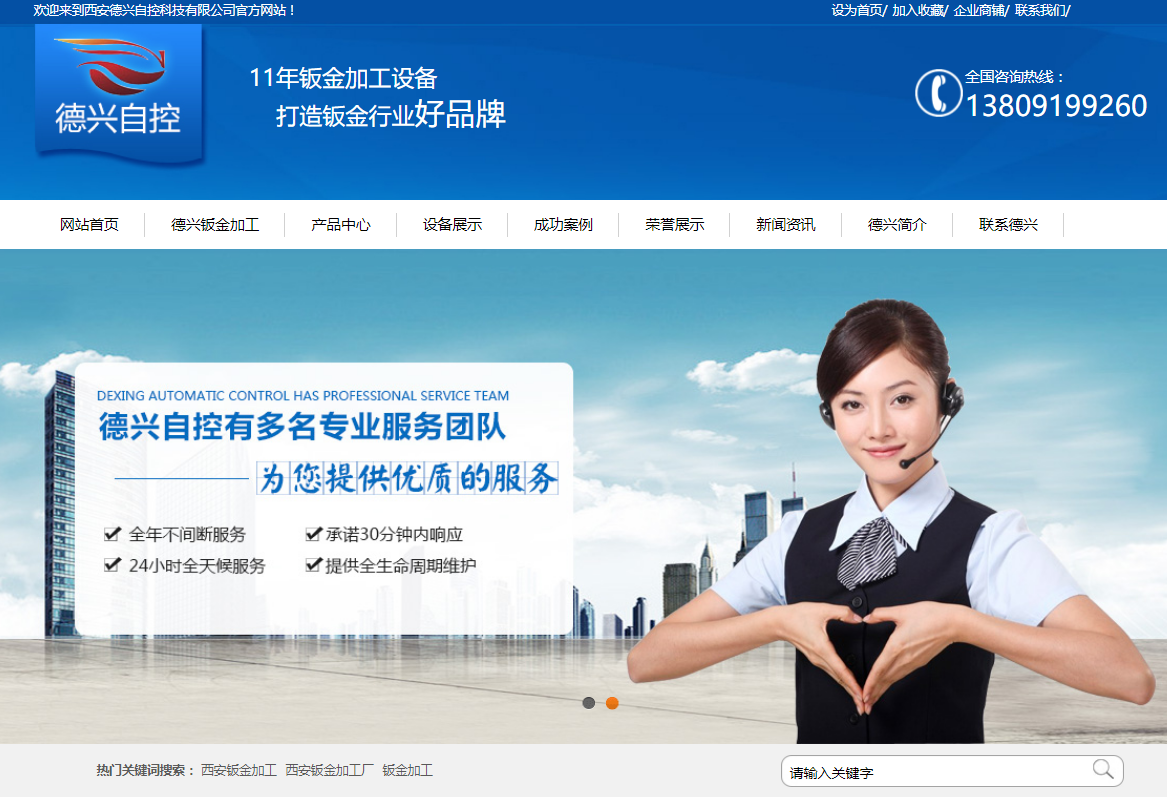 欢迎来到西安德兴自控科技有限公司官方网站！
设为首页/ 加入收藏/ 企业商铺/ 联系我们/
德兴自控
11年钣金加工设备
打造钣金行业好品牌
全国咨询热线：
13809199260
网站首页 德兴钣金加工 产品中心 设备展示 成功案例 荣誉展示 新闻资讯 德兴简介 联系德兴
DEXING AUTOMATIC CONTROL HAS PROFESSIONAL SERVICE TEAM
德兴自控有多名专业服务团队
为您提供优质的服务
全年不间断服务 承诺30分钟内响应
24小时全天候服务 提供全生命周期维护
热门关键词搜索： 西安钣金加工 西安钣金加工厂 钣金加工
请输入关键字